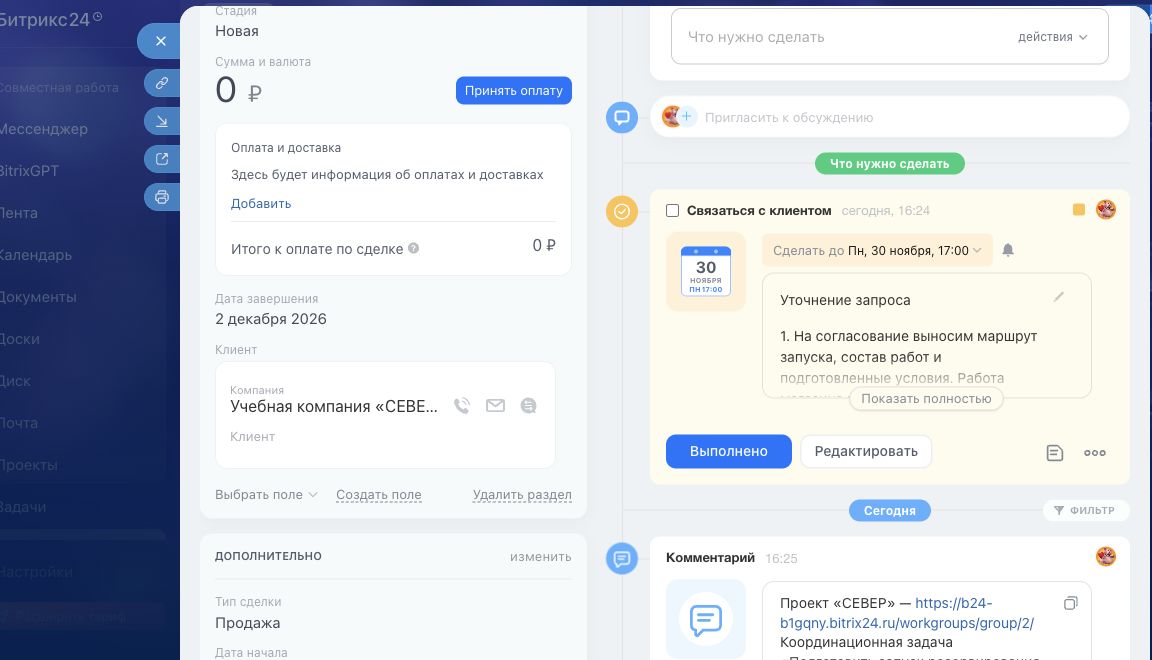 Битрикс24
Совместная работа
Мессенджер
BitrixGPT
Лента
Календарь
Документы
Доски
Диск
Почта
Проекты
Задачи
Настройки
Расширить тариф
Стадия
Новая
Сумма и валюта
0 ₽
Принять оплату
Оплата и доставка
Здесь будет информация об оплатах и доставках
Добавить
Итого к оплате по сделке ?
0 ₽
Дата завершения
2 декабря 2026
Клиент
Компания
Учебная компания «СЕВЕ...
Клиент
Выбрать поле
Создать поле
Удалить раздел
ДОПОЛНИТЕЛЬНО
изменить
Тип сделки
Продажа
Дата начала
Что нужно сделать
действия
Пригласить к обсуждению
Что нужно сделать
Связаться с клиентом
сегодня, 16:24
30
НОЯБРЯ
ПН 17:00
Сделать до Пн, 30 ноября, 17:00
Уточнение запроса
1. На согласование выносим маршрут
запуска, состав работ и
подготовленные условия. Работа
Показать полностью
Выполнено
Редактировать
Сегодня
ФИЛЬТР
Комментарий
16:25
Проект «СЕВЕР» — https://b24-
b1gqny.bitrix24.ru/workgroups/group/2/
Координационная задача